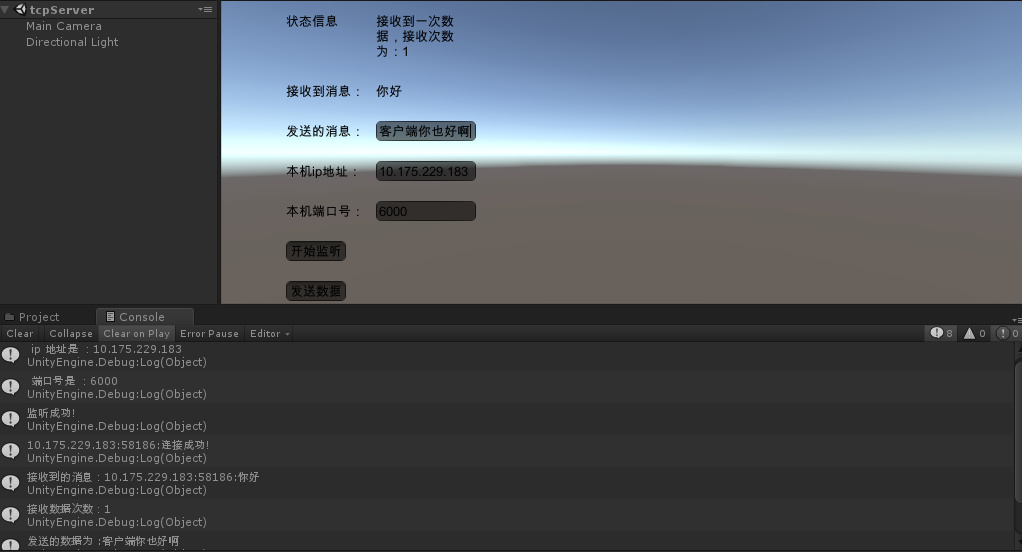 tcpServer
Main Camera
Directional Light
状态信息
接收到一次数
据，接收次数
为：1
接收到消息： 你好
发送的消息： 客户端你也好啊
本机ip地址： 10.175.229.183
本机端口号： 6000
开始监听
发送数据
Project Console
Clear Collapse Clear on Play Error Pause Editor 8 0 0
ip 地址是 ：10.175.229.183
UnityEngine.Debug:Log(Object)
端口号是 ：6000
UnityEngine.Debug:Log(Object)
监听成功!
UnityEngine.Debug:Log(Object)
10.175.229.183:58186:连接成功!
UnityEngine.Debug:Log(Object)
接收到的消息：10.175.229.183:58186:你好
UnityEngine.Debug:Log(Object)
接收数据次数：1
UnityEngine.Debug:Log(Object)
发送的数据为 :客户端你也好啊